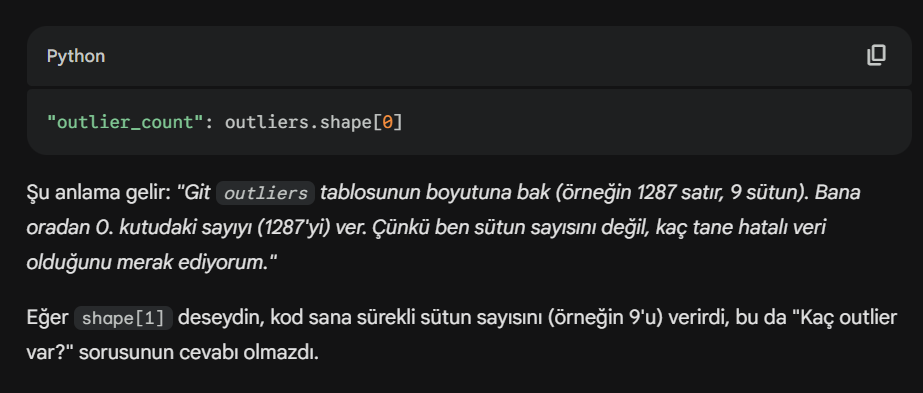 Python
"outlier_count": outliers.shape[0]
Şu anlama gelir: "Git outliers tablosunun boyutuna bak (örneğin 1287 satır, 9 sütun). Bana
oradan 0. kutudaki sayıyı (1287'yi) ver. Çünkü ben sütun sayısını değil, kaç tane hatalı veri
olduğunu merak ediyorum."
Eğer shape[1] deseydin, kod sana sürekli sütun sayısını (örneğin 9'u) verirdi, bu da "Kaç outlier
var?" sorusunun cevabı olmazdı.